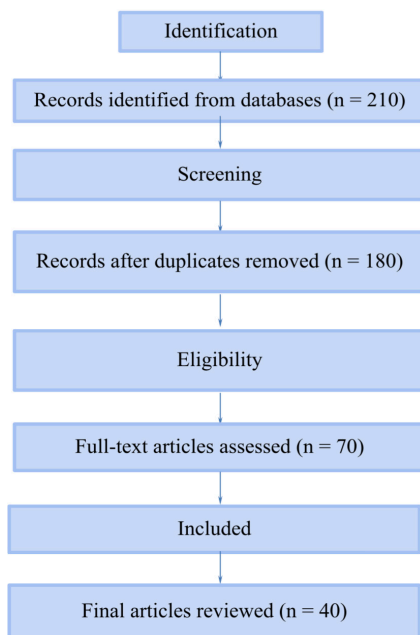 Identification
Records identified from databases (n = 210)
Screening
Records after duplicates removed (n = 180)
Eligibility
Full-text articles assessed (n = 70)
Included
Final articles reviewed (n = 40)